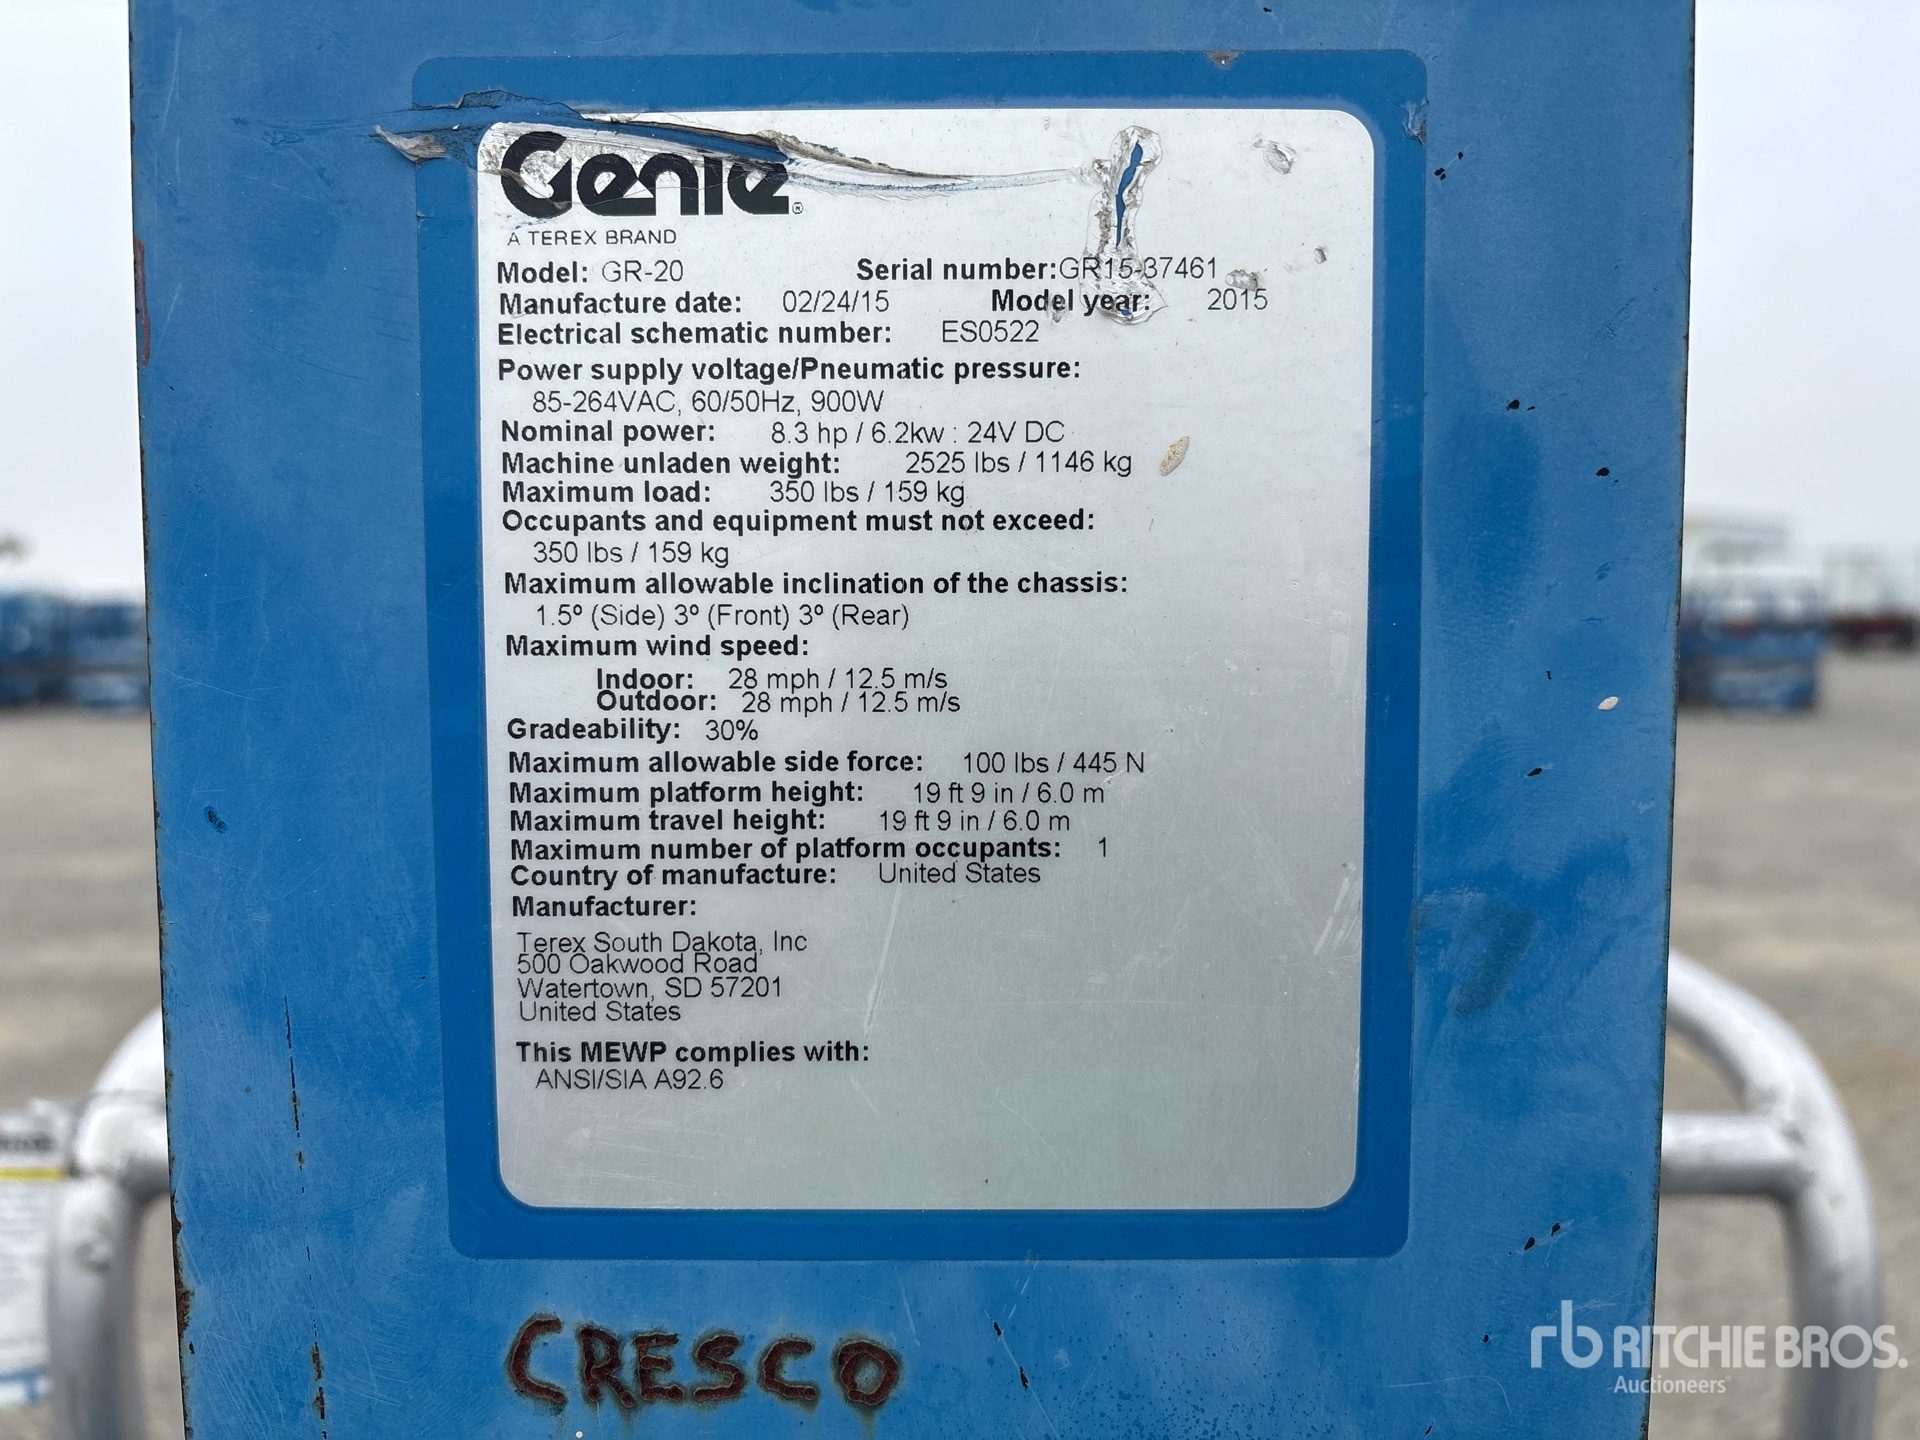 Genie®
A TEREX BRAND
Model: GR-20 Serial number:GR15-37461
Manufacture date: 02/24/15 Model year: 2015
Electrical schematic number: ES0522
Power supply voltage/Pneumatic pressure:
85-264VAC, 60/50Hz, 900W
Nominal power: 8.3 hp / 6.2kw : 24V DC
Machine unladen weight: 2525 lbs / 1146 kg
Maximum load: 350 lbs / 159 kg
Occupants and equipment must not exceed:
350 lbs / 159 kg
Maximum allowable inclination of the chassis:
1.5º (Side) 3º (Front) 3º (Rear)
Maximum wind speed:
Indoor: 28 mph / 12.5 m/s
Outdoor: 28 mph / 12.5 m/s
Gradeability: 30%
Maximum allowable side force: 100 lbs / 445 N
Maximum platform height: 19 ft 9 in / 6.0 m
Maximum travel height: 19 ft 9 in / 6.0 m
Maximum number of platform occupants: 1
Country of manufacture: United States
Manufacturer:
Terex South Dakota, Inc
500 Oakwood Road
Watertown, SD 57201
United States
This MEWP complies with:
ANSI/SIA A92.6
CRESCO
rb RITCHIE BROS.
Auctioneers